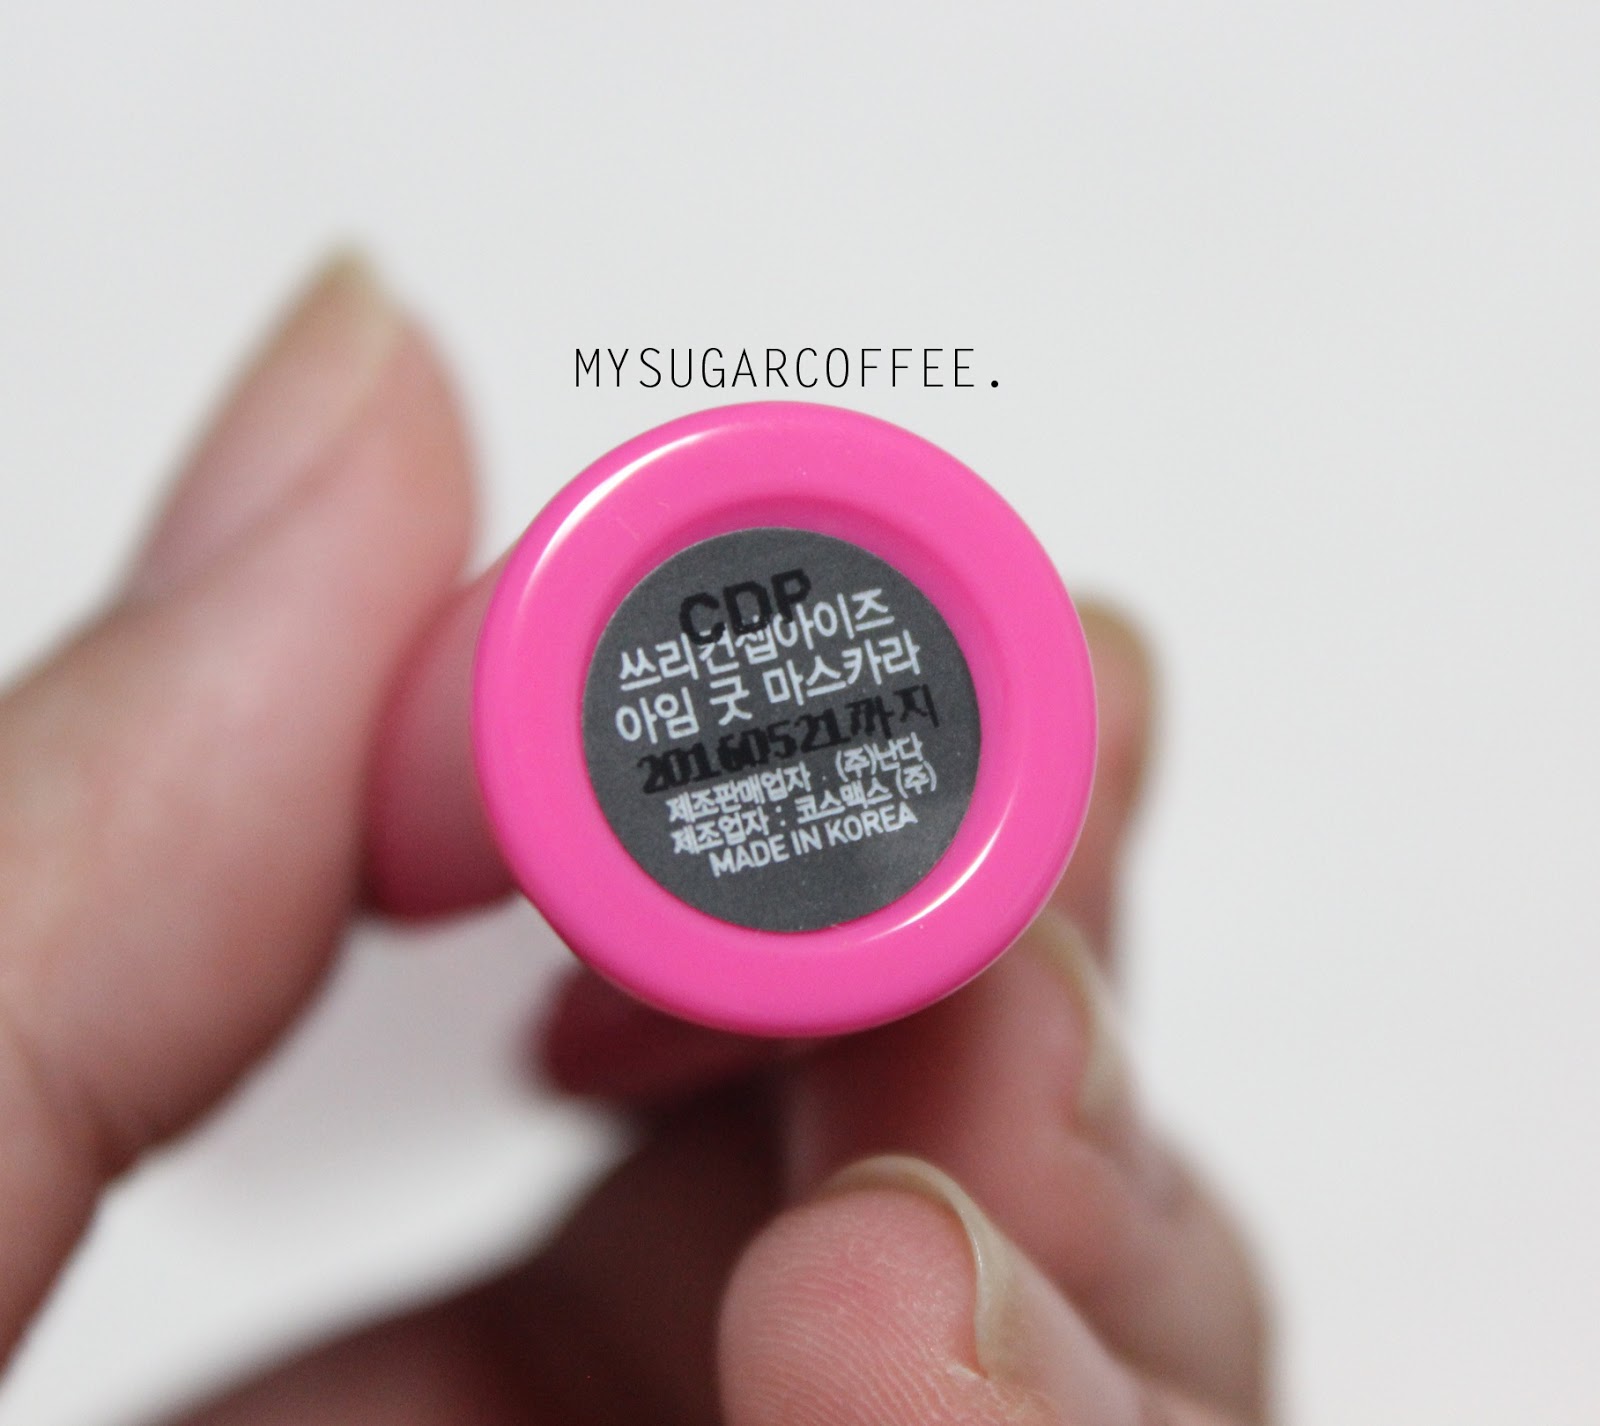 MYSUGARCOFFEE.
CDP
쓰리컨셉아이즈
아임 굿 마스카라
20160521까지
제조판매업자 : (주)난다
제조업자 : 코스맥스 (주)
MADE IN KOREA